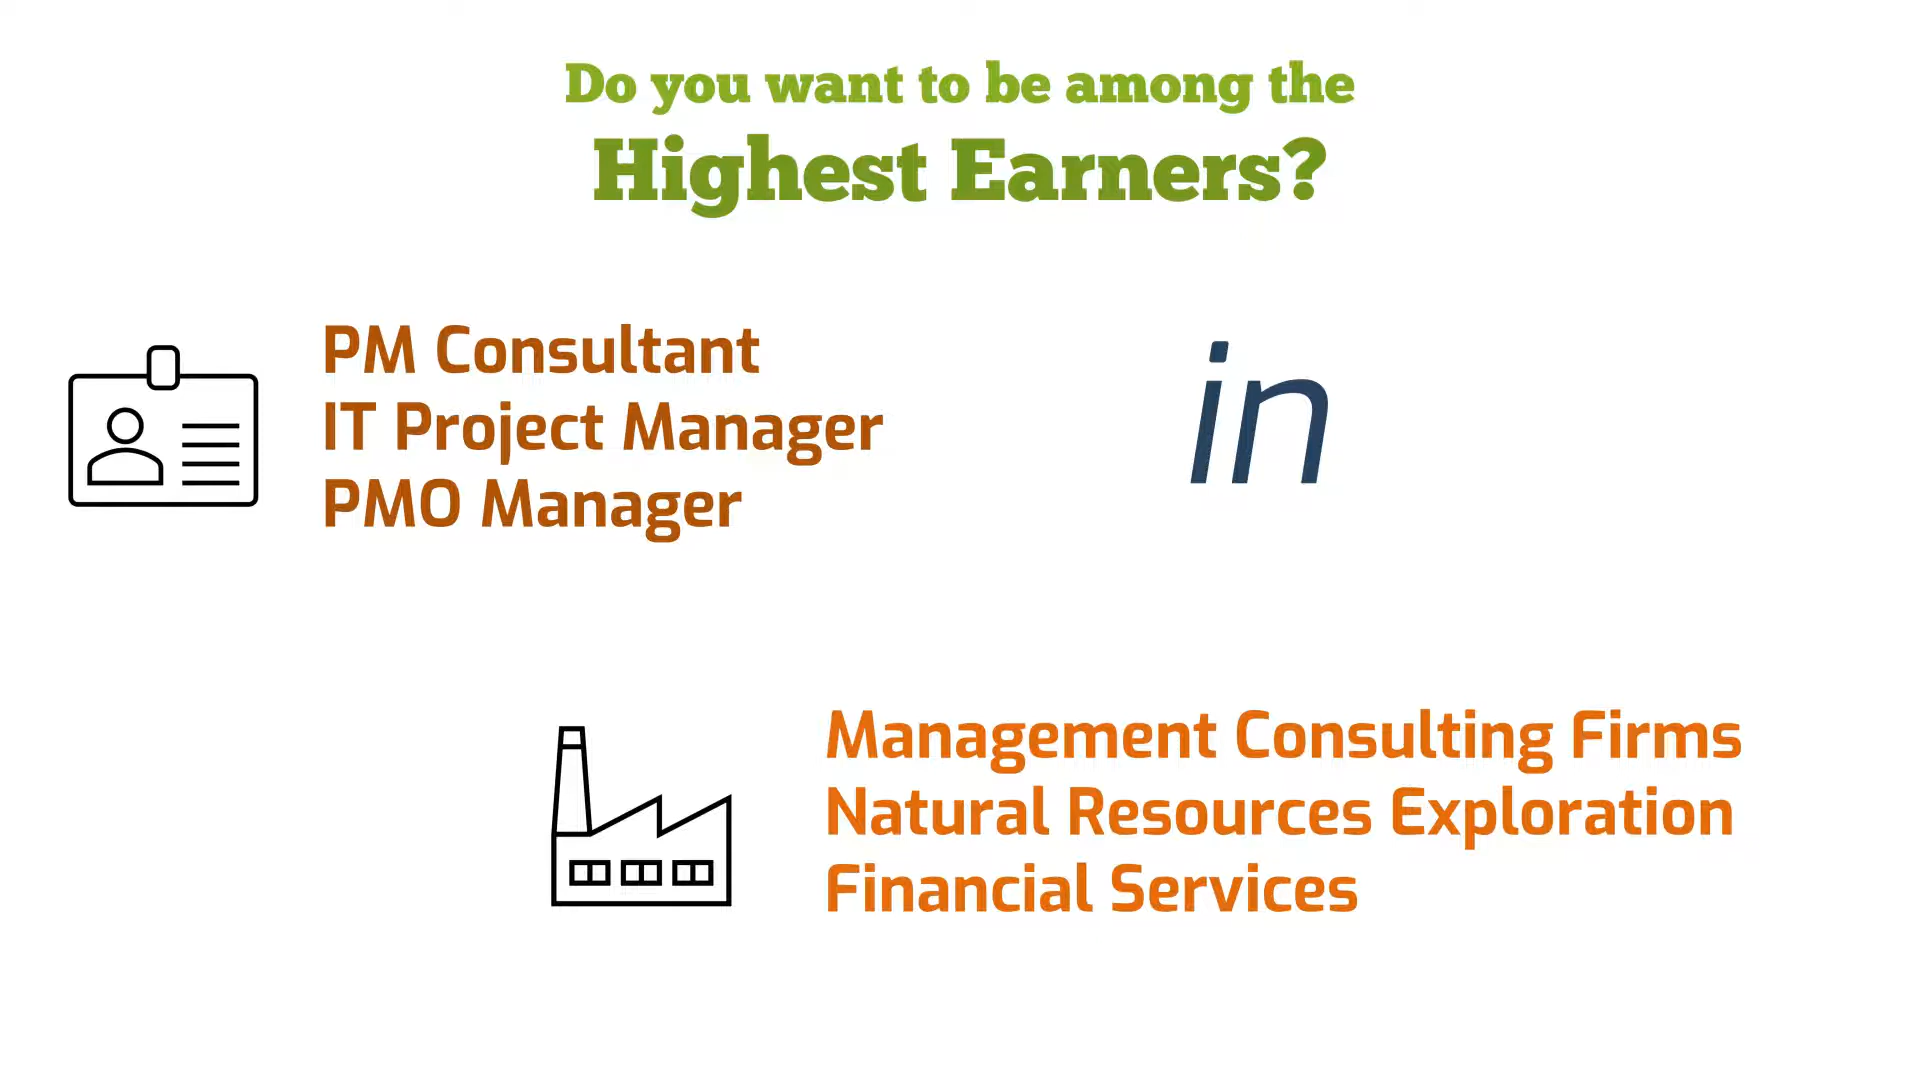 Do you want to be among the
Highest Earners?
PM Consultant
IT Project Manager
PMO Manager
in
Management Consulting Firms
Natural Resources Exploration
Financial Services